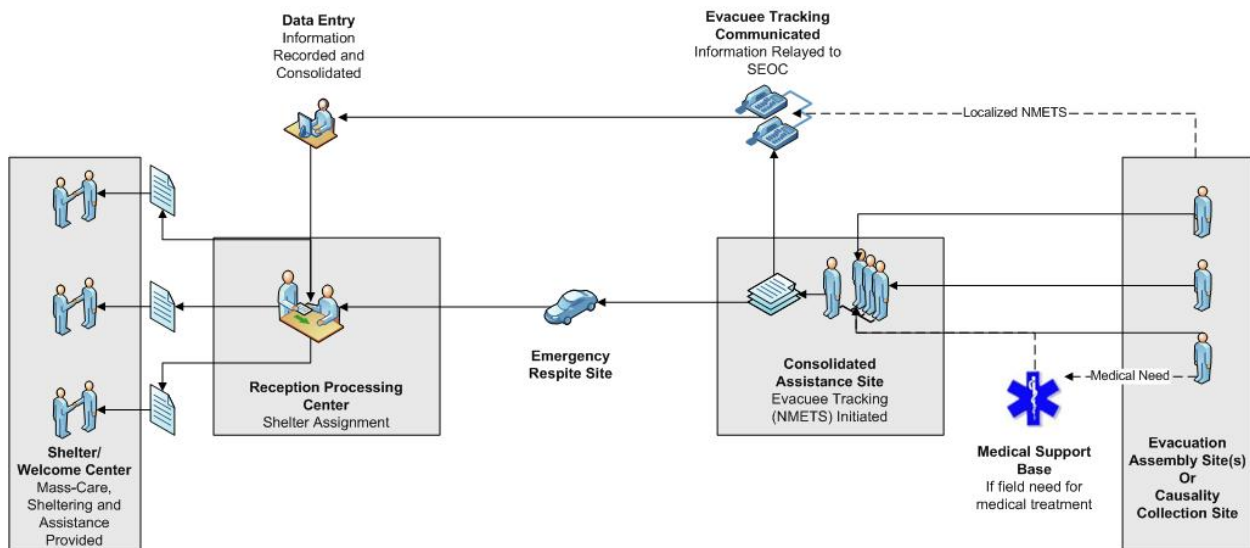 Data Entry
Information
Recorded and
Consolidated
Evacuee Tracking
Communicated
Information Relayed to
SEOC
Localized NMETS
Emergency
Respite Site
Reception Processing
Center
Shelter Assignment
Consolidated
Assistance Site
Evacuee Tracking
(NMETS) Initiated
Medical Need
Medical Support
Base
If field need for
medical treatment
Evacuation
Assembly Site(s)
Or
Causality
Collection Site
Shelter/
Welcome Center
Mass-Care,
Sheltering and
Assistance
Provided